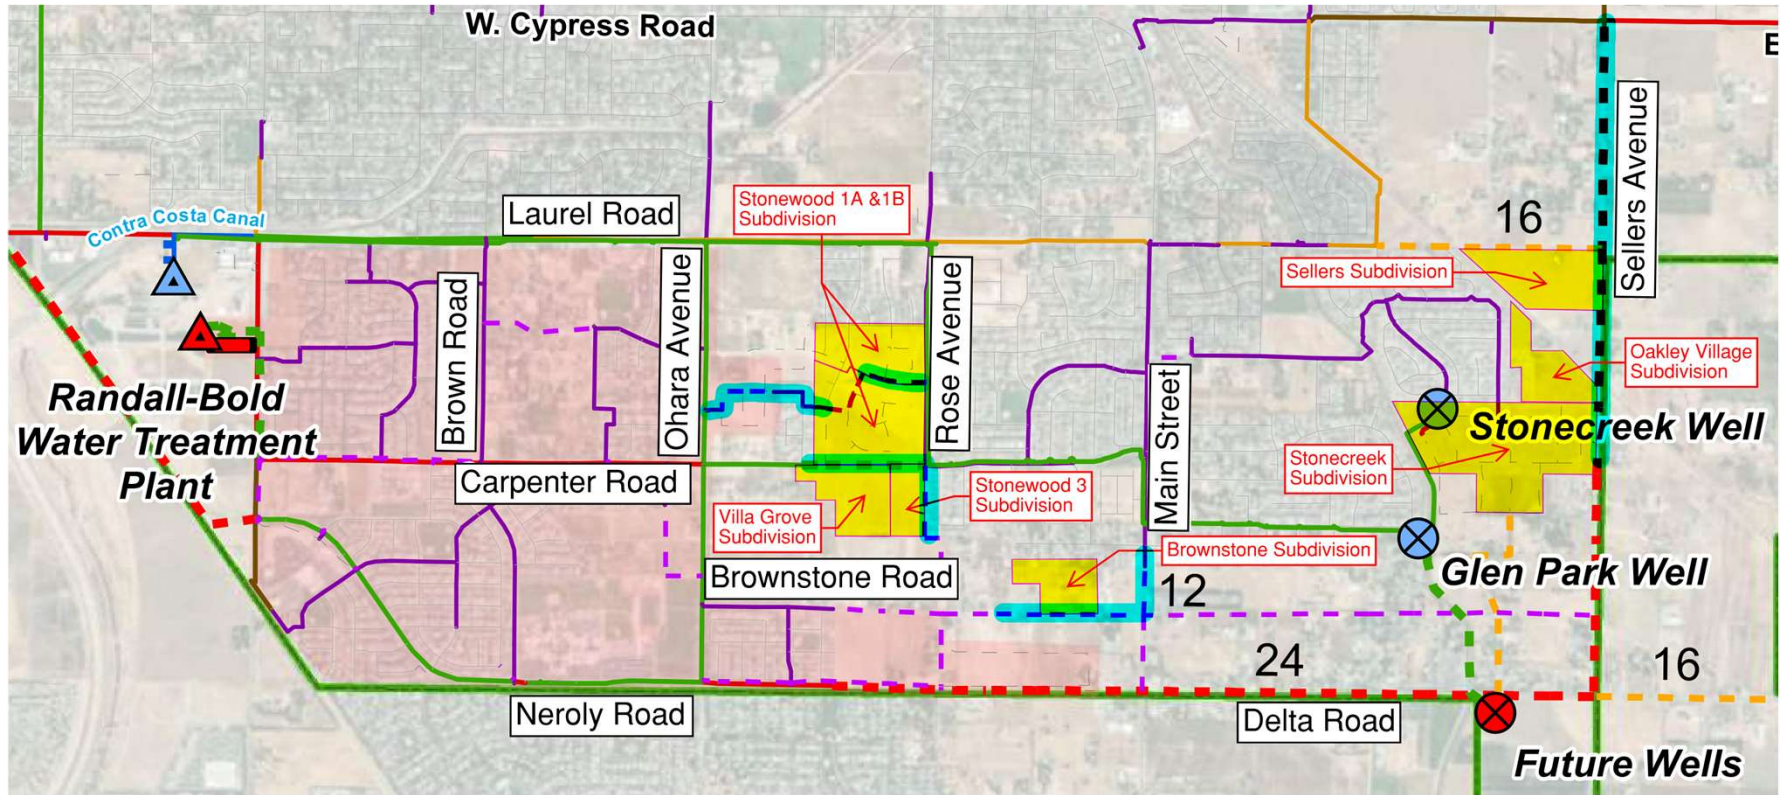 W. Cypress Road
E
Contra Costa Canal
Laurel Road
Stonewood 1A &1B
Subdivision
16
Sellers Avenue
Sellers Subdivision
Brown Road
Ohara Avenue
Rose Avenue
Main Street
Oakley Village
Subdivision
Randall-Bold
Water Treatment
Plant
Stonecreek Well
Stonecreek
Subdivision
Carpenter Road
Villa Grove
Subdivision
Stonewood 3
Subdivision
Brownstone Subdivision
Brownstone Road
12
Glen Park Well
24
16
Neroly Road
Delta Road
Future Wells